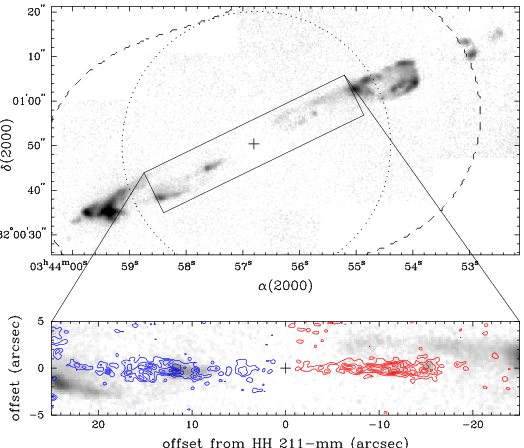 20"
10"
01'00"
50"
40"
32°00'30"
δ(2000)
03ʰ44ᵐ00ˢ 59ˢ 58ˢ 57ˢ 56ˢ 55ˢ 54ˢ 53ˢ
α(2000)
5
0
-5
offset (arcsec)
20 10 0 -10 -20
offset from HH 211-mm (arcsec)